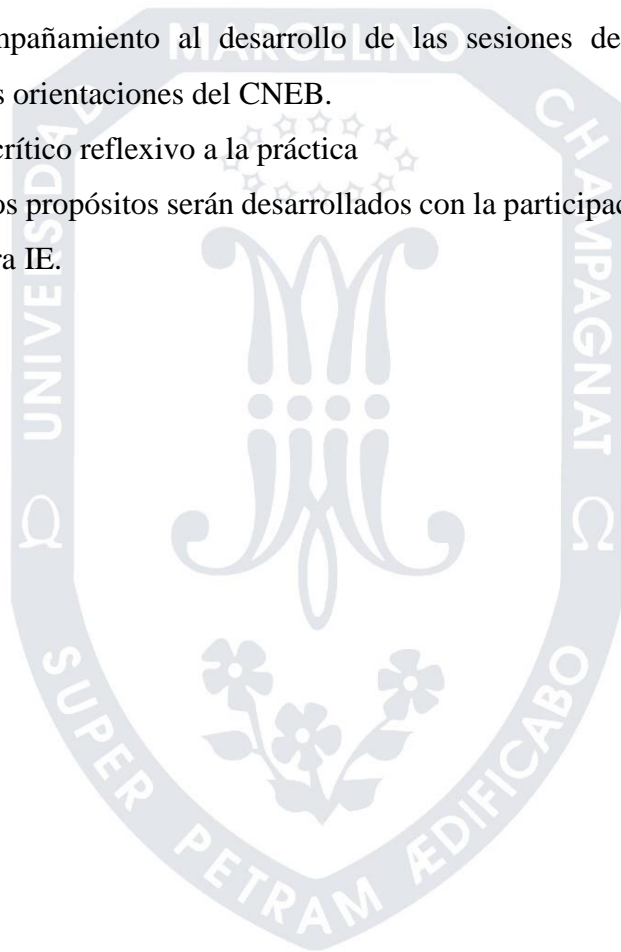 mpañamiento al desarrollo de las sesiones de
s orientaciones del CNEB.
crítico reflexivo a la práctica
os propósitos serán desarrollados con la participac
ra IE.
UNIVERSIDAD MARCELINO CHAMPAGNAT
SUPER PETRAM ÆDIFICABO